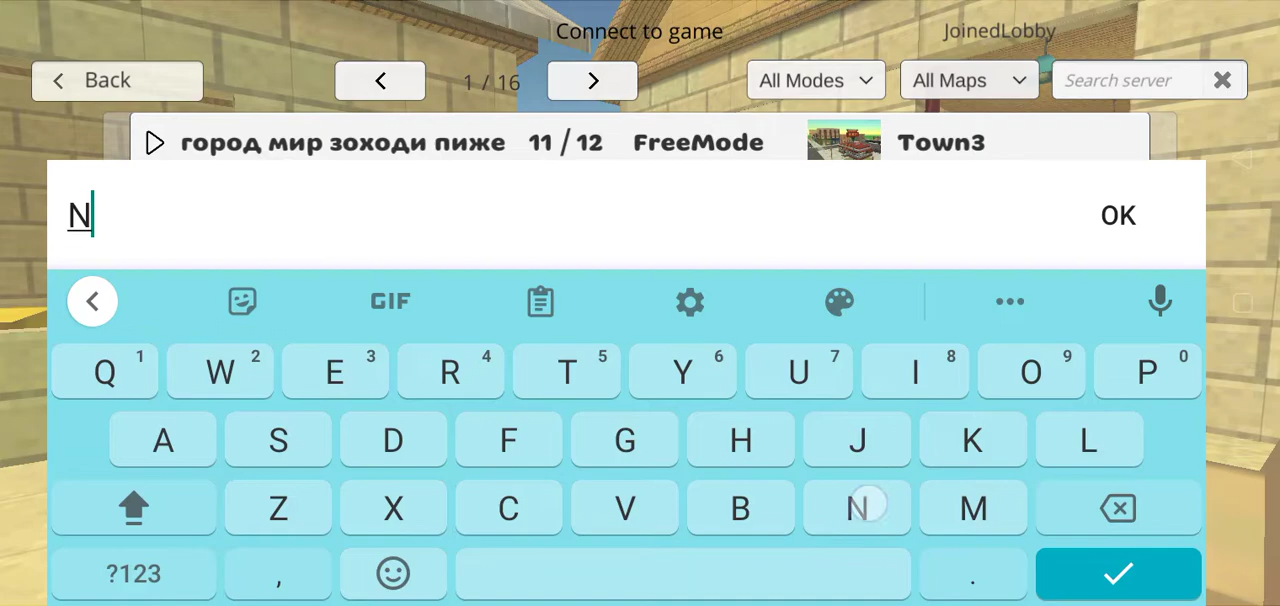 Connect to game
JoinedLobby
Back
1 / 16
All Modes
All Maps
Search server
город мир зоходи пиже 11 / 12 FreeMode Town3
N
OK
GIF
Q 1 W 2 E 3 R 4 T 5 Y 6 U 7 I 8 O 9 P 0
A S D F G H J K L
Z X C V B N M
?123 , .